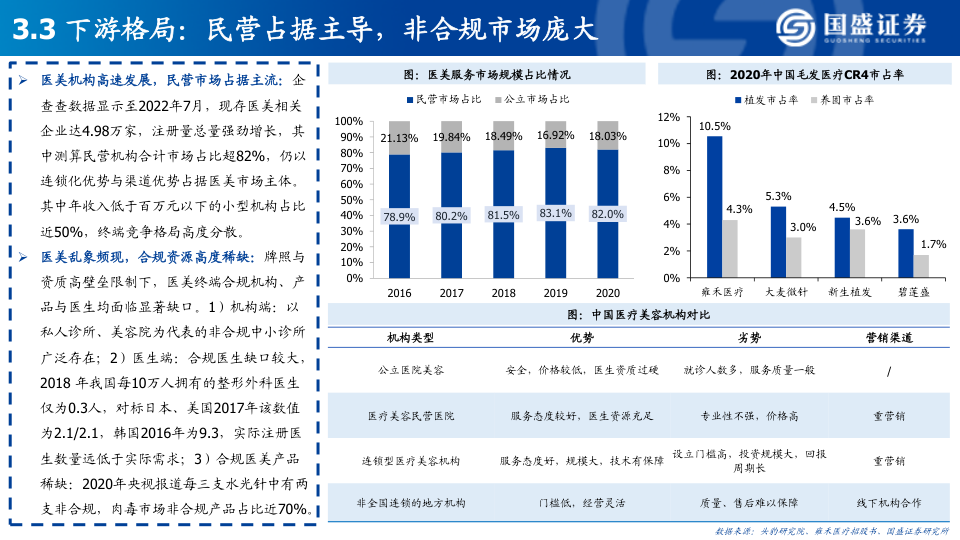 3.3 下游格局：民营占据主导，非合规市场庞大
国盛证券
GUOSHENG SECURITIES
➢ 医美机构高速发展，民营市场占据主流：企
查查数据显示至2022年7月，现存医美相关
企业达4.98万家，注册量总量强劲增长，其
中测算民营机构合计市场占比超82%，仍以
连锁化优势与渠道优势占据医美市场主体。
其中年收入低于百万元以下的小型机构占比
近50%，终端竞争格局高度分散。
➢ 医美乱象频现，合规资源高度稀缺：牌照与
资质高壁垒限制下，医美终端合规机构、产
品与医生均面临显著缺口。1）机构端：以
私人诊所、美容院为代表的非合规中小诊所
广泛存在；2）医生端：合规医生缺口较大，
2018 年我国每10万人拥有的整形外科医生
仅为0.3人，对标日本、美国2017年该数值
为2.1/2.1，韩国2016年为9.3，实际注册医
生数量远低于实际需求；3）合规医美产品
稀缺：2020年央视报道每三支水光针中有两
支非合规，肉毒市场非合规产品占比近70%。
图：医美服务市场规模占比情况
民营市场占比 公立市场占比
100%
90%
80%
70%
60%
50%
40%
30%
20%
10%
0%
21.13% 19.84% 18.49% 16.92% 18.03%
78.9% 80.2% 81.5% 83.1% 82.0%
2016 2017 2018 2019 2020
图：2020年中国毛发医疗CR4市占率
植发市占率 养固市占率
12%
10%
8%
6%
4%
2%
0%
10.5% 4.3% 5.3% 3.0% 4.5% 3.6% 3.6% 1.7%
雍禾医疗 大麦微针 新生植发 碧莲盛
图：中国医疗美容机构对比
机构类型 优势 劣势 营销渠道
公立医院美容 安全，价格较低，医生资质过硬 就诊人数多，服务质量一般 /
医疗美容民营医院 服务态度较好，医生资源充足 专业性不强，价格高 重营销
连锁型医疗美容机构 服务态度好，规模大，技术有保障 设立门槛高，投资规模大，回报
周期长 重营销
非全国连锁的地方机构 门槛低，经营灵活 质量、售后难以保障 线下机构合作
数据来源：头豹研究院、雍禾医疗招股书、国盛证券研究所